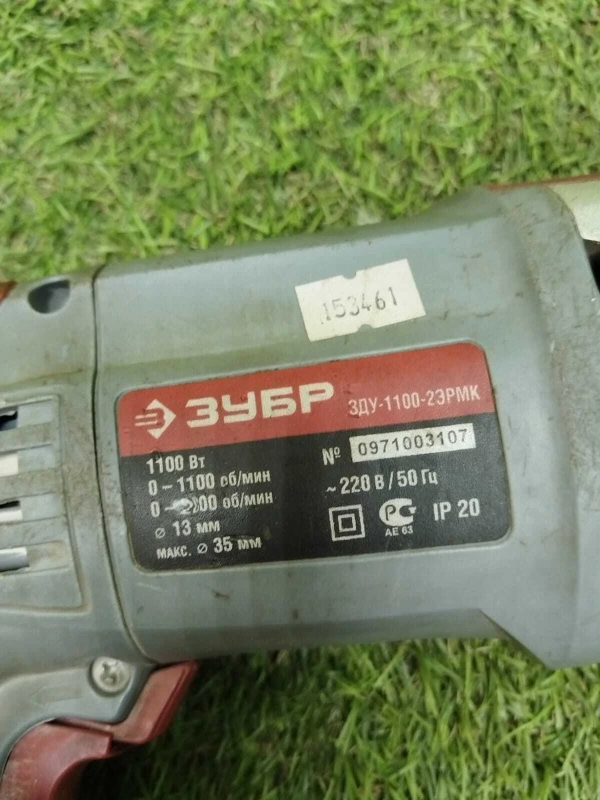 153461
ЗУБР ЗДУ-1100-2ЭРМК
1100 Вт
№ 0971003107
0–1100 об/мин
~ 220 В / 50 Гц
0– об/мин
⌀ 13 мм
IP 20
АЕ 63
МАКС. ⌀ 35 мм